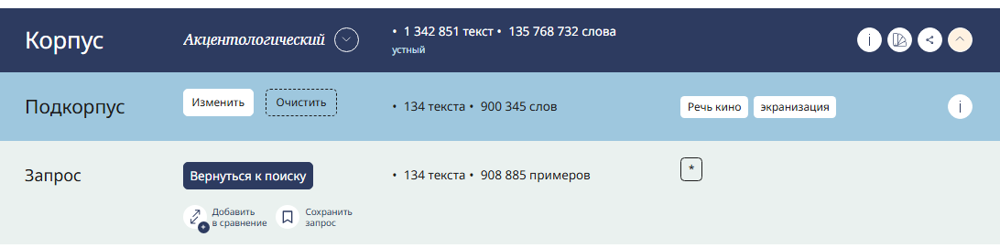 Корпус
Акцентологический
• 1 342 851 текст • 135 768 732 слова
устный
i
Подкорпус
Изменить
Очистить
• 134 текста • 900 345 слов
Речь кино
экранизация
i
Запрос
Вернуться к поиску
• 134 текста • 908 885 примеров
*
Добавить
в сравнение
Сохранить
запрос